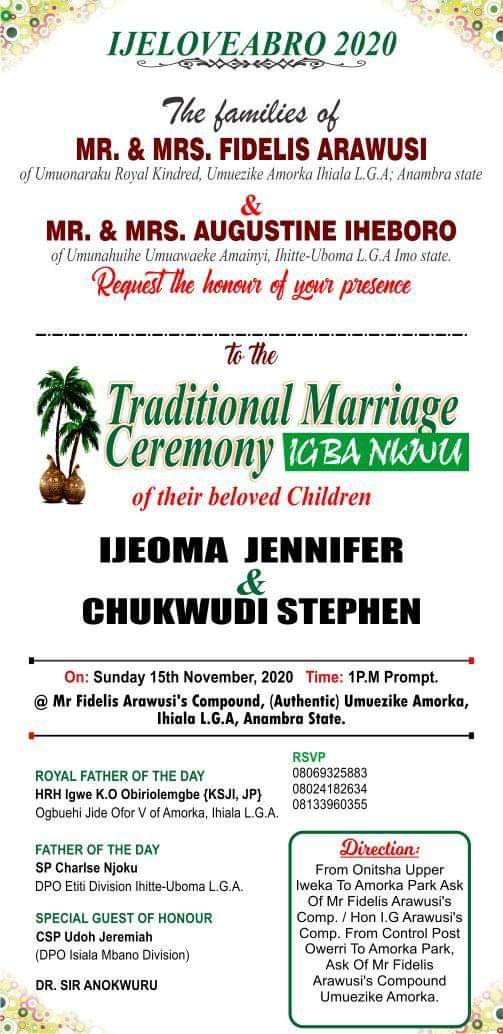 IJELOVEABRO 2020
The families of
MR. & MRS. FIDELIS ARAWUSI
of Umuonaraku Royal Kindred, Umuezike Amorka Ihiala L.G.A; Anambra state
&
MR. & MRS. AUGUSTINE IHEBORO
of Umunahuihe Umuawaeke Amainyi, Ihitte-Uboma L.G.A Imo state.
Request the honour of your presence
to the
Traditional Marriage
Ceremony IGBA NKWU
of their beloved Children
IJEOMA JENNIFER
&
CHUKWUDI STEPHEN
On: Sunday 15th November, 2020 Time: 1P.M Prompt.
@ Mr Fidelis Arawusi's Compound, (Authentic) Umuezike Amorka,
Ihiala L.G.A, Anambra State.
ROYAL FATHER OF THE DAY
HRH Igwe K.O Obiriolemgbe {KSJI, JP}
Ogbuehi Jide Ofor V of Amorka, Ihiala L.G.A.
FATHER OF THE DAY
SP Charlse Njoku
DPO Etiti Division Ihitte-Uboma L.G.A.
SPECIAL GUEST OF HONOUR
CSP Udoh Jeremiah
(DPO Isiala Mbano Division)
DR. SIR ANOKWURU
RSVP
08069325883
08024182634
08133960355
Direction:
From Onitsha Upper
Iweka To Amorka Park Ask
Of Mr Fidelis Arawusi's
Comp. / Hon I.G Arawusi's
Comp. From Control Post
Owerri To Amorka Park,
Ask Of Mr Fidelis
Arawusi's Compound
Umuezike Amorka.